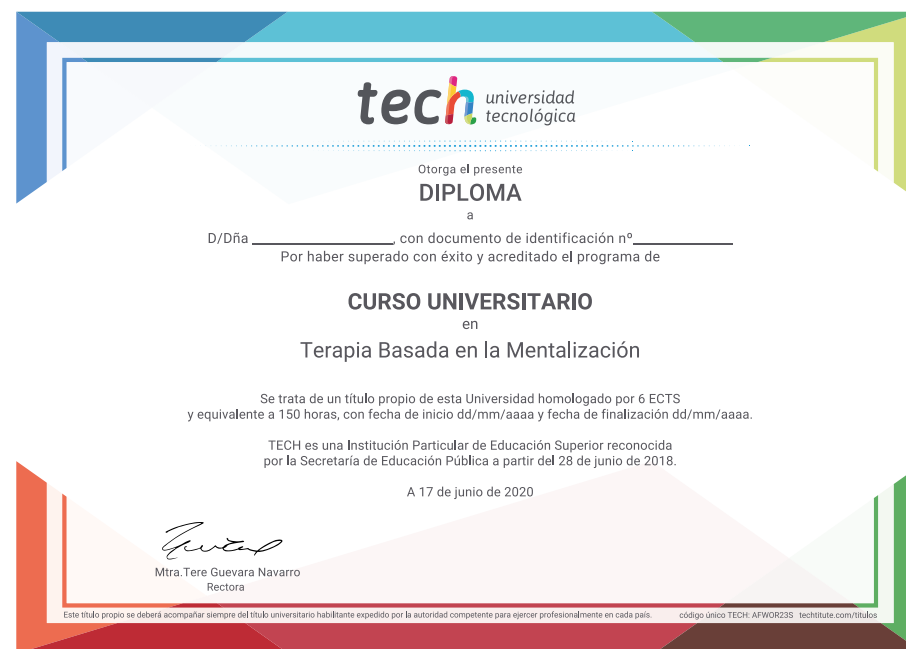 tech universidad
tecnológica
Otorga el presente
DIPLOMA
a
D/Dña ____________________, con documento de identificación nº______________
Por haber superado con éxito y acreditado el programa de
CURSO UNIVERSITARIO
en
Terapia Basada en la Mentalización
Se trata de un título propio de esta Universidad homologado por 6 ECTS
y equivalente a 150 horas, con fecha de inicio dd/mm/aaaa y fecha de finalización dd/mm/aaaa.
TECH es una Institución Particular de Educación Superior reconocida
por la Secretaría de Educación Pública a partir del 28 de junio de 2018.
A 17 de junio de 2020
Mtra.Tere Guevara Navarro
Rectora
Este título propio se deberá acompañar siempre del título universitario habilitante expedido por la autoridad competente para ejercer profesionalmente en cada país. código único TECH: AFWOR23S techtitute.com/titulos